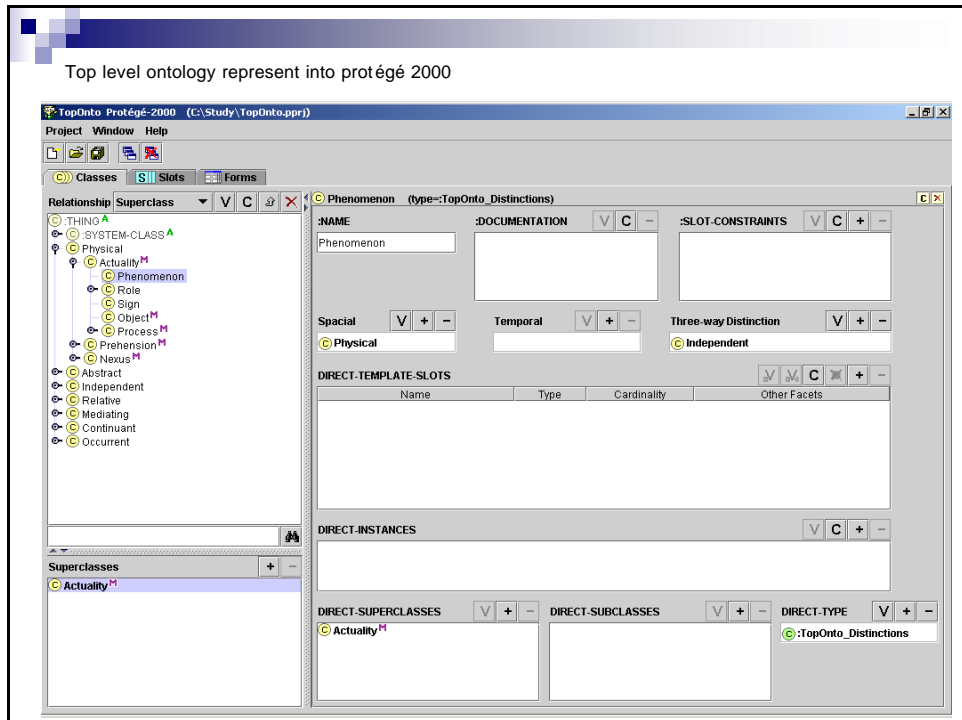 Top level ontology represent into protégé 2000
TopOnto Protégé-2000 (C:\Study\TopOnto.pprj)
Project Window Help
C Classes S Slots Forms
Relationship Superclass V C
C :THING A
C :SYSTEM-CLASS A
C Physical
C Actuality M
C Phenomenon
C Role
C Sign
C Object M
C Process M
C Prehension M
C Nexus M
C Abstract
C Independent
C Relative
C Mediating
C Continuant
C Occurrent
Superclasses + −
C Actuality M
C Phenomenon (type=:TopOnto_Distinctions) C ×
:NAME :DOCUMENTATION V C − :SLOT-CONSTRAINTS V C + −
Phenomenon
Spacial V + − Temporal V + − Three-way Distinction V + −
C Physical C Independent
DIRECT-TEMPLATE-SLOTS V V C + −
Name Type Cardinality Other Facets
DIRECT-INSTANCES V C + −
DIRECT-SUPERCLASSES V + − DIRECT-SUBCLASSES V + − DIRECT-TYPE V + −
C Actuality M C :TopOnto_Distinctions